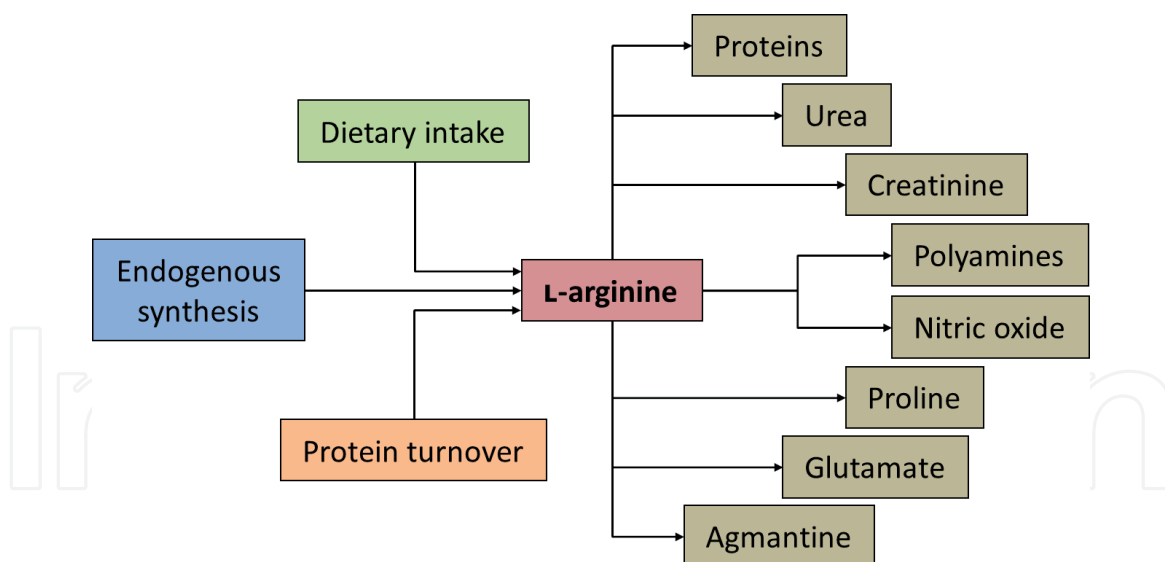 Proteins
Urea
Dietary intake
Creatinine
Polyamines
Endogenous
synthesis
ʟ-arginine
Nitric oxide
Proline
Protein turnover
Glutamate
Agmantine